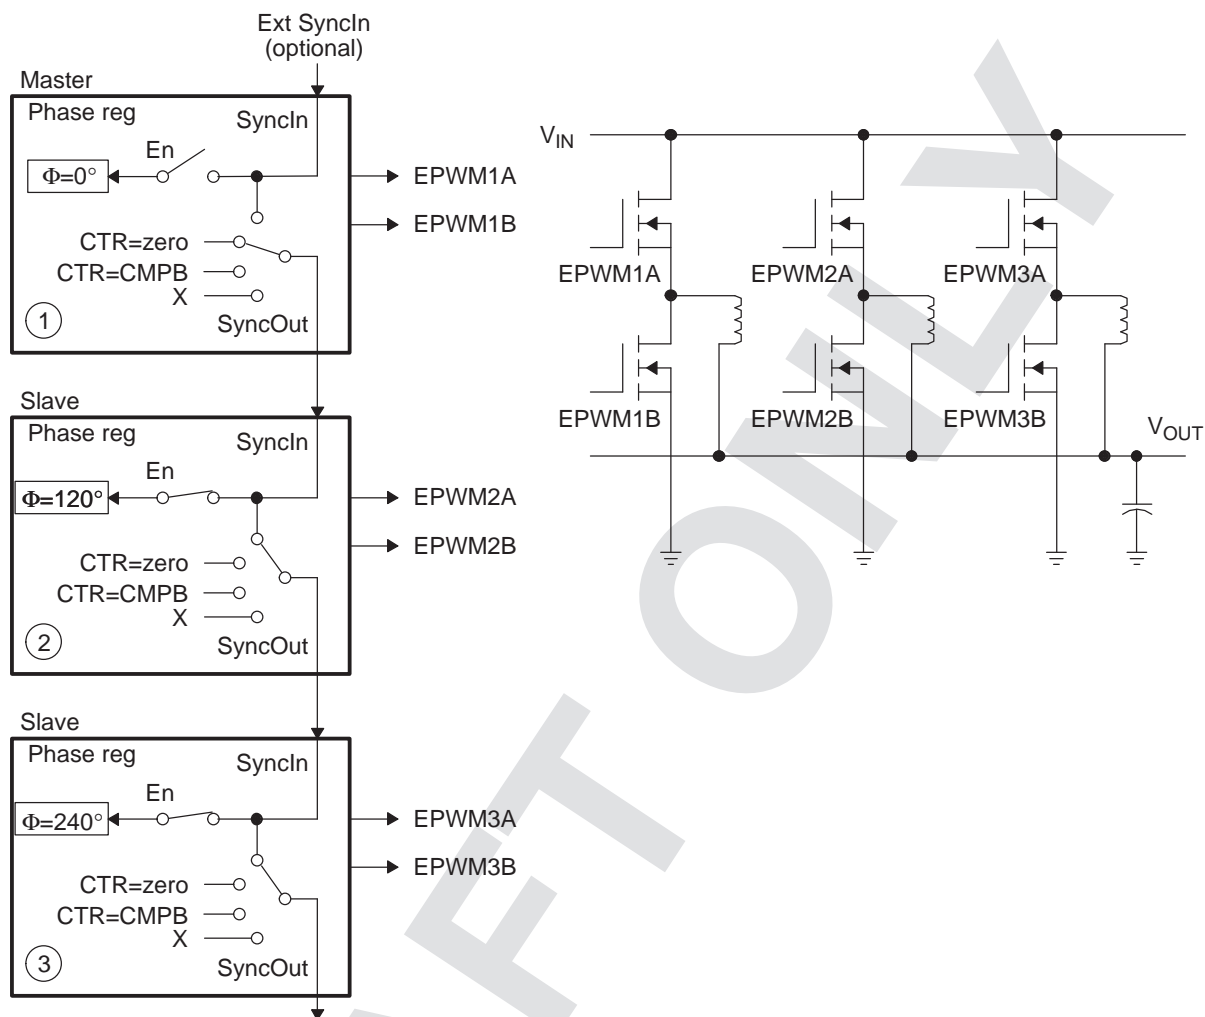 Ext SyncIn
(optional)
Master
Phase reg
SyncIn
En
Φ=0°
EPWM1A
EPWM1B
CTR=zero
CTR=CMPB
X
1
SyncOut
Slave
Phase reg
SyncIn
En
Φ=120°
EPWM2A
EPWM2B
CTR=zero
CTR=CMPB
X
2
SyncOut
Slave
Phase reg
SyncIn
En
Φ=240°
EPWM3A
EPWM3B
CTR=zero
CTR=CMPB
X
3
SyncOut
VIN
EPWM1A
EPWM2A
EPWM3A
EPWM1B
EPWM2B
EPWM3B
VOUT
FT ONLY